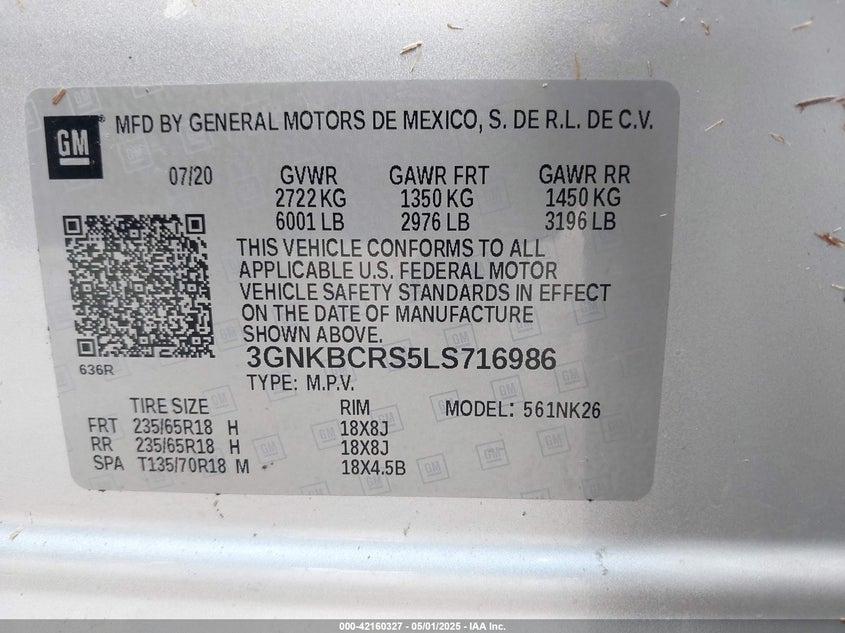 GM
MFD BY GENERAL MOTORS DE MEXICO, S. DE R.L. DE C.V.
07/20 GVWR GAWR FRT GAWR RR
2722 KG 1350 KG 1450 KG
6001 LB 2976 LB 3196 LB
THIS VEHICLE CONFORMS TO ALL
APPLICABLE U.S. FEDERAL MOTOR
VEHICLE SAFETY STANDARDS IN EFFECT
ON THE DATE OF MANUFACTURE
SHOWN ABOVE.
636R
3GNKBCRS5LS716986
TYPE: M.P.V.
TIRE SIZE RIM MODEL: 561NK26
FRT 235/65R18 H 18X8J
RR 235/65R18 H 18X8J
SPA T135/70R18 M 18X4.5B
000-42160327 - 05/01/2025 - IAA Inc.